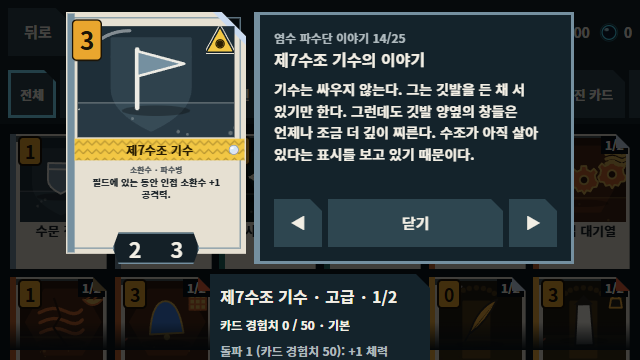 뒤로
00
0
전체
진 카드
3
제7수조 기수
소환수 · 파수병
필드에 있는 동안 인접 소환수 +1
공격력.
2 3
염수 파수단 이야기 14/25
제7수조 기수의 이야기
기수는 싸우지 않는다. 그는 깃발을 든 채 서
있기만 한다. 그런데도 깃발 양옆의 창들은
언제나 조금 더 깊이 찌른다. 수조가 아직 살아
있다는 표시를 보고 있기 때문이다.
◀ 닫기 ▶
1
수문
1/
대기열
1
1/
3
1/
제7수조 기수 · 고급 · 1/2
카드 경험치 0 / 50 · 기본
돌파 1 (카드 경험치 50): +1 체력
0
1/
3
1/